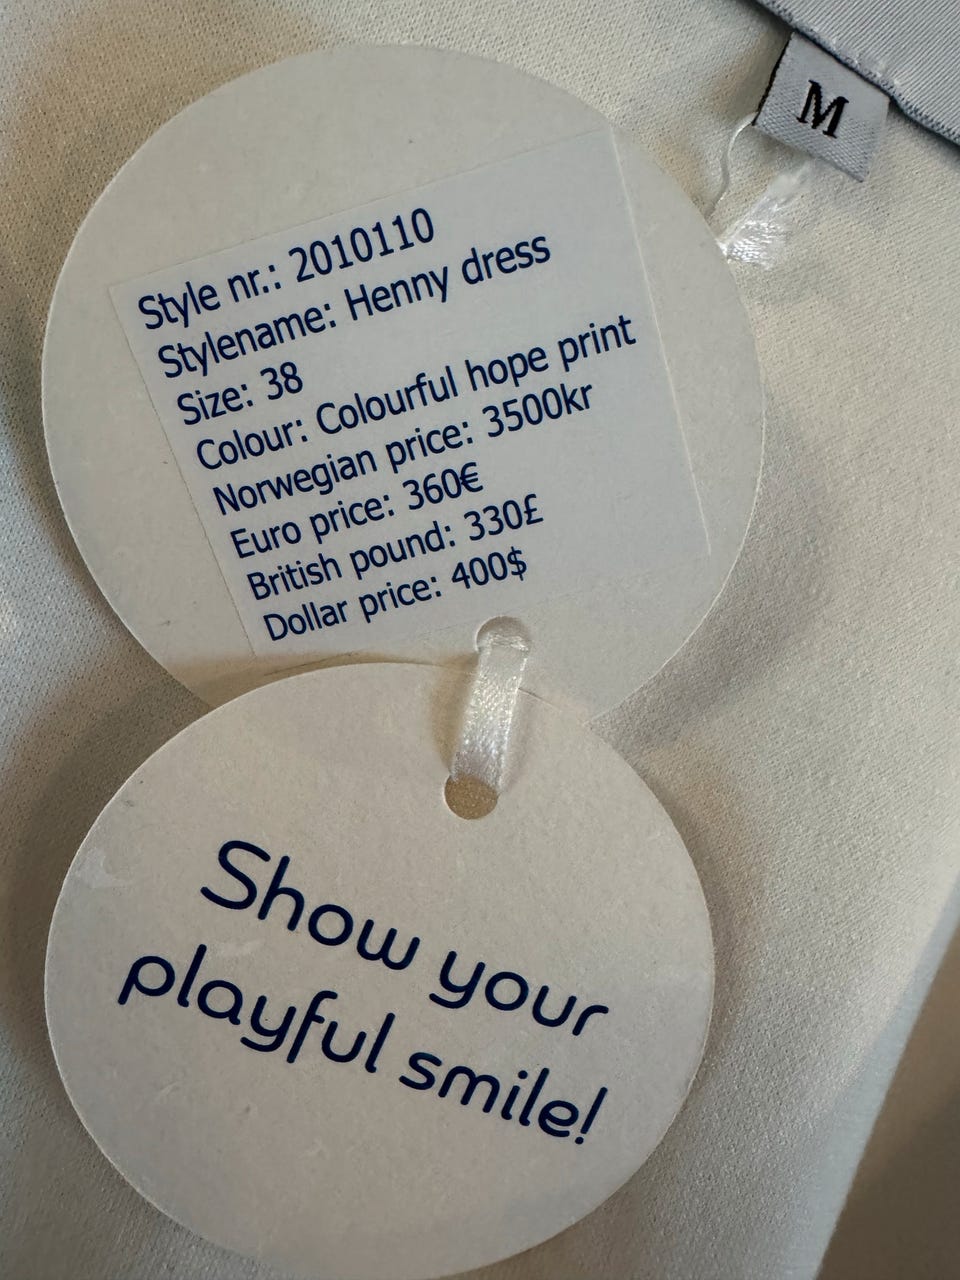 M
Style nr.: 2010110
Stylename: Henny dress
Size: 38
Colour: Colourful hope print
Norwegian price: 3500kr
Euro price: 360€
British pound: 330£
Dollar price: 400$
Show your
playful smile!